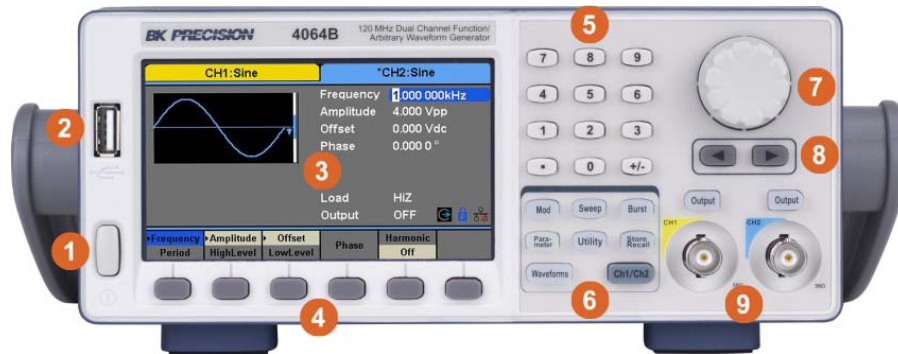 BK PRECISION 4064B 120 MHz Dual Channel Function/
Arbitrary Waveform Generator
CH1:Sine *CH2:Sine
Frequency 1.000 000kHz
Amplitude 4.000 Vpp
Offset 0.000 Vdc
Phase 0.000 0 °
Load HiZ
Output OFF
Frequency Amplitude Offset Phase Harmonic
Period HighLevel LowLevel Off
1
2
3
4
5
7 8 9
4 5 6
1 2 3
• 0 +/-
Mod Sweep Burst
Para-
meter
Utility
Store
Recall
Waveforms Ch1/Ch2
6
7
8
Output Output
CH1 CH2
50Ω 50Ω
9